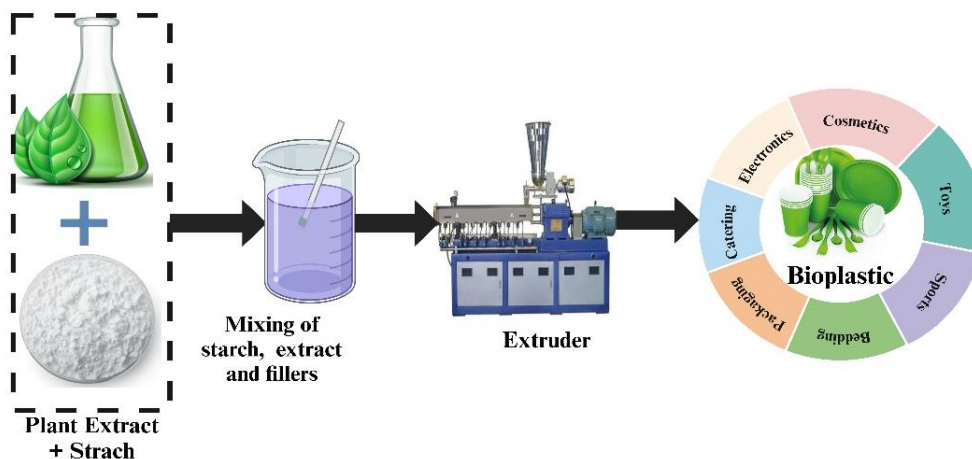 Plant Extract
+ Strach
Mixing of
starch, extract
and fillers
Extruder
Cosmetics
Toys
Sports
Bedding
Packaging
Catering
Electronics
Bioplastic